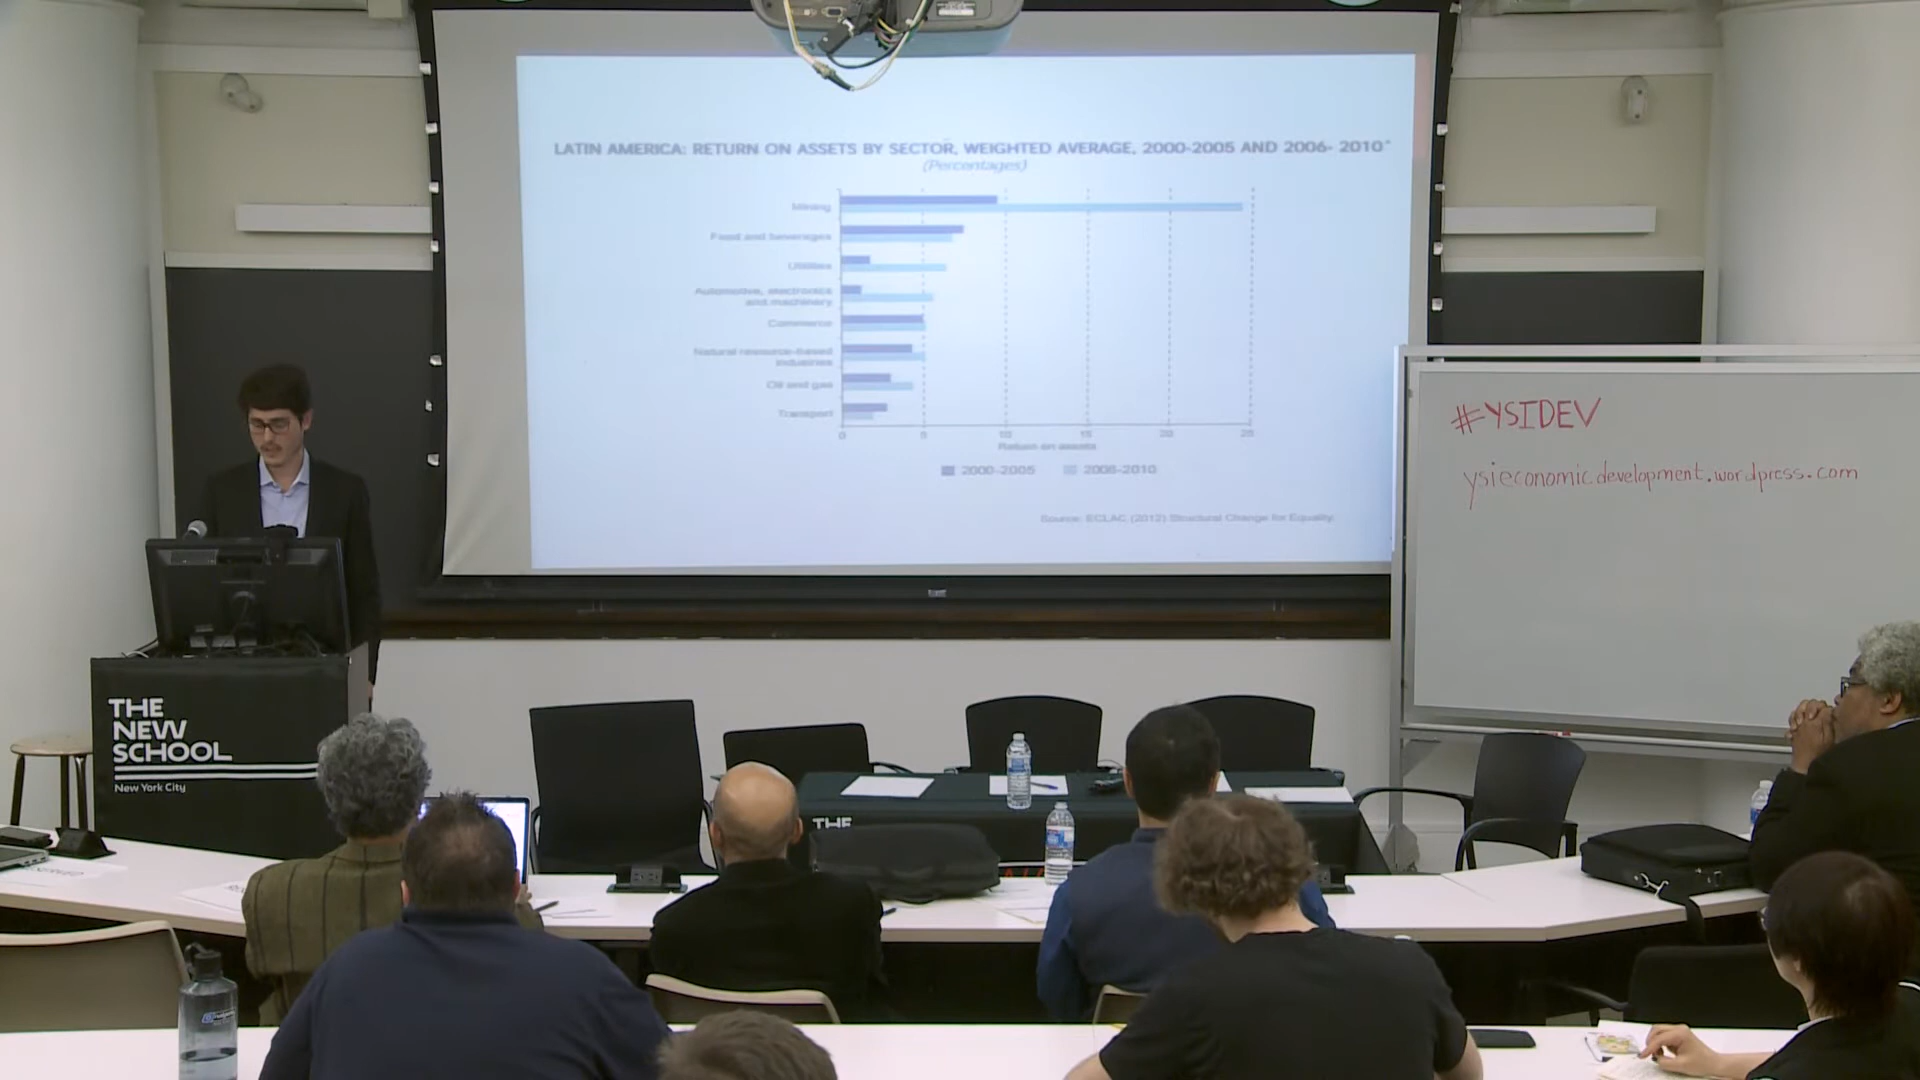 LATIN AMERICA: RETURN ON ASSETS BY SECTOR, WEIGHTED AVERAGE, 2000-2005 AND 2006- 2010*
(Percentages)
Mining
Food and beverages
Utilities
Automotive, electronics
and machinery
Commerce
Natural resource-based
industries
Oil and gas
Transport
0 5 10 15 20 25
Return on assets
2000-2005 2006-2010
Source: ECLAC (2012) Structural Change for Equality.
#YSIDEV
ysieconomicdevelopment.wordpress.com
THE
NEW
SCHOOL
New York City
THE